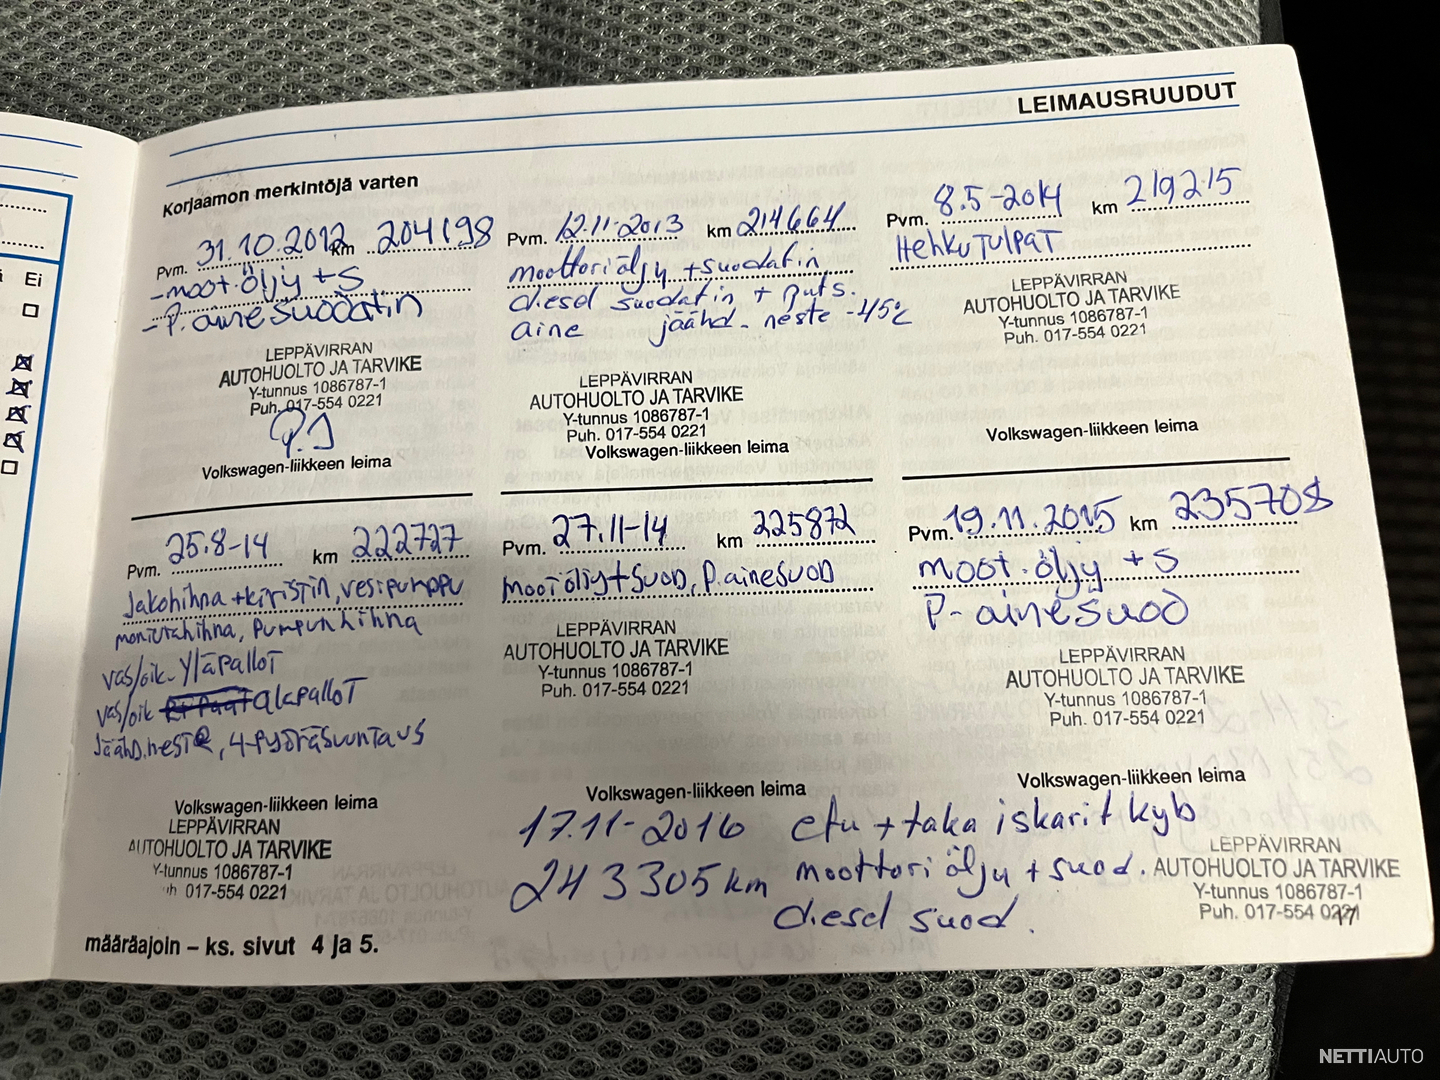 LEIMAUSRUUDUT
Korjaamon merkintöjä varten
Ei
Pvm. 31.10.2012 km 204198
-moot.öljy + S
-P.ainesuodatin
LEPPÄVIRRAN
AUTOHUOLTO JA TARVIKE
Y-tunnus 1086787-1
Puh. 017-554 0221
Volkswagen-liikkeen leima
Pvm. 12.11.2013 km 214664
moottoriöljy + suodatin
diesel suodatin + puts.
aine jäähd. neste -45°C
LEPPÄVIRRAN
AUTOHUOLTO JA TARVIKE
Y-tunnus 1086787-1
Puh. 017-554 0221
Volkswagen-liikkeen leima
Pvm. 8.5-2014 km 219215
HEHKUTULPAT
LEPPÄVIRRAN
AUTOHUOLTO JA TARVIKE
Y-tunnus 1086787-1
Puh. 017-554 0221
Volkswagen-liikkeen leima
Pvm. 25.8-14 km 222727
Jakohihna + kiristin, vesipumppu
moniurahihna, Pumpun hihna
vas/oik. YläPallot
vas/oik alaPalloT
Jäähd.neste, 4-Pyöräsuuntaus
Volkswagen-liikkeen leima
LEPPÄVIRRAN
AUTOHUOLTO JA TARVIKE
Y-tunnus 1086787-1
017-554 0221
Pvm. 27.11-14 km 225872
mootöljy+suod, P.ainesuod
LEPPÄVIRRAN
AUTOHUOLTO JA TARVIKE
Y-tunnus 1086787-1
Puh. 017-554 0221
Volkswagen-liikkeen leima
Pvm. 19.11.2015 km 235708
moot.öljy + S
P-ainesuod
LEPPÄVIRRAN
AUTOHUOLTO JA TARVIKE
Y-tunnus 1086787-1
Puh. 017-554 0221
Volkswagen-liikkeen leima
17.11-2016 etu + taka iskarit kyb
243305 km moottoriöljy + suod.
diesel suod.
LEPPÄVIRRAN
AUTOHUOLTO JA TARVIKE
Y-tunnus 1086787-1
Puh. 017-554 0221
17
määräajoin – ks. sivut 4 ja 5.
NETTIAUTO